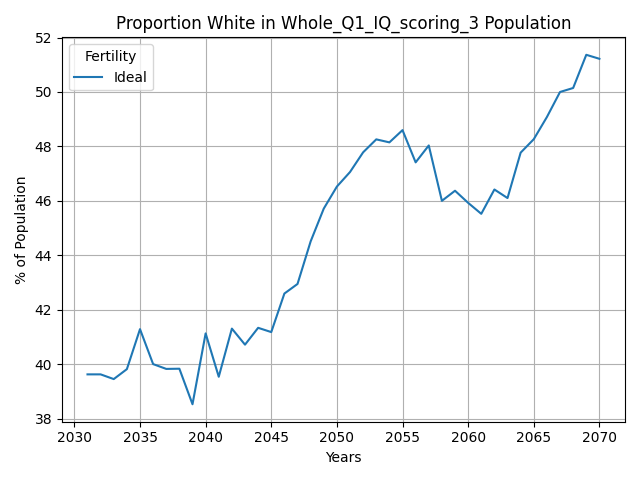 Proportion White in Whole_Q1_IQ_scoring_3 Population
52
50
48
46
44
42
40
38
% of Population
Fertility
Ideal
2030 2035 2040 2045 2050 2055 2060 2065 2070
Years